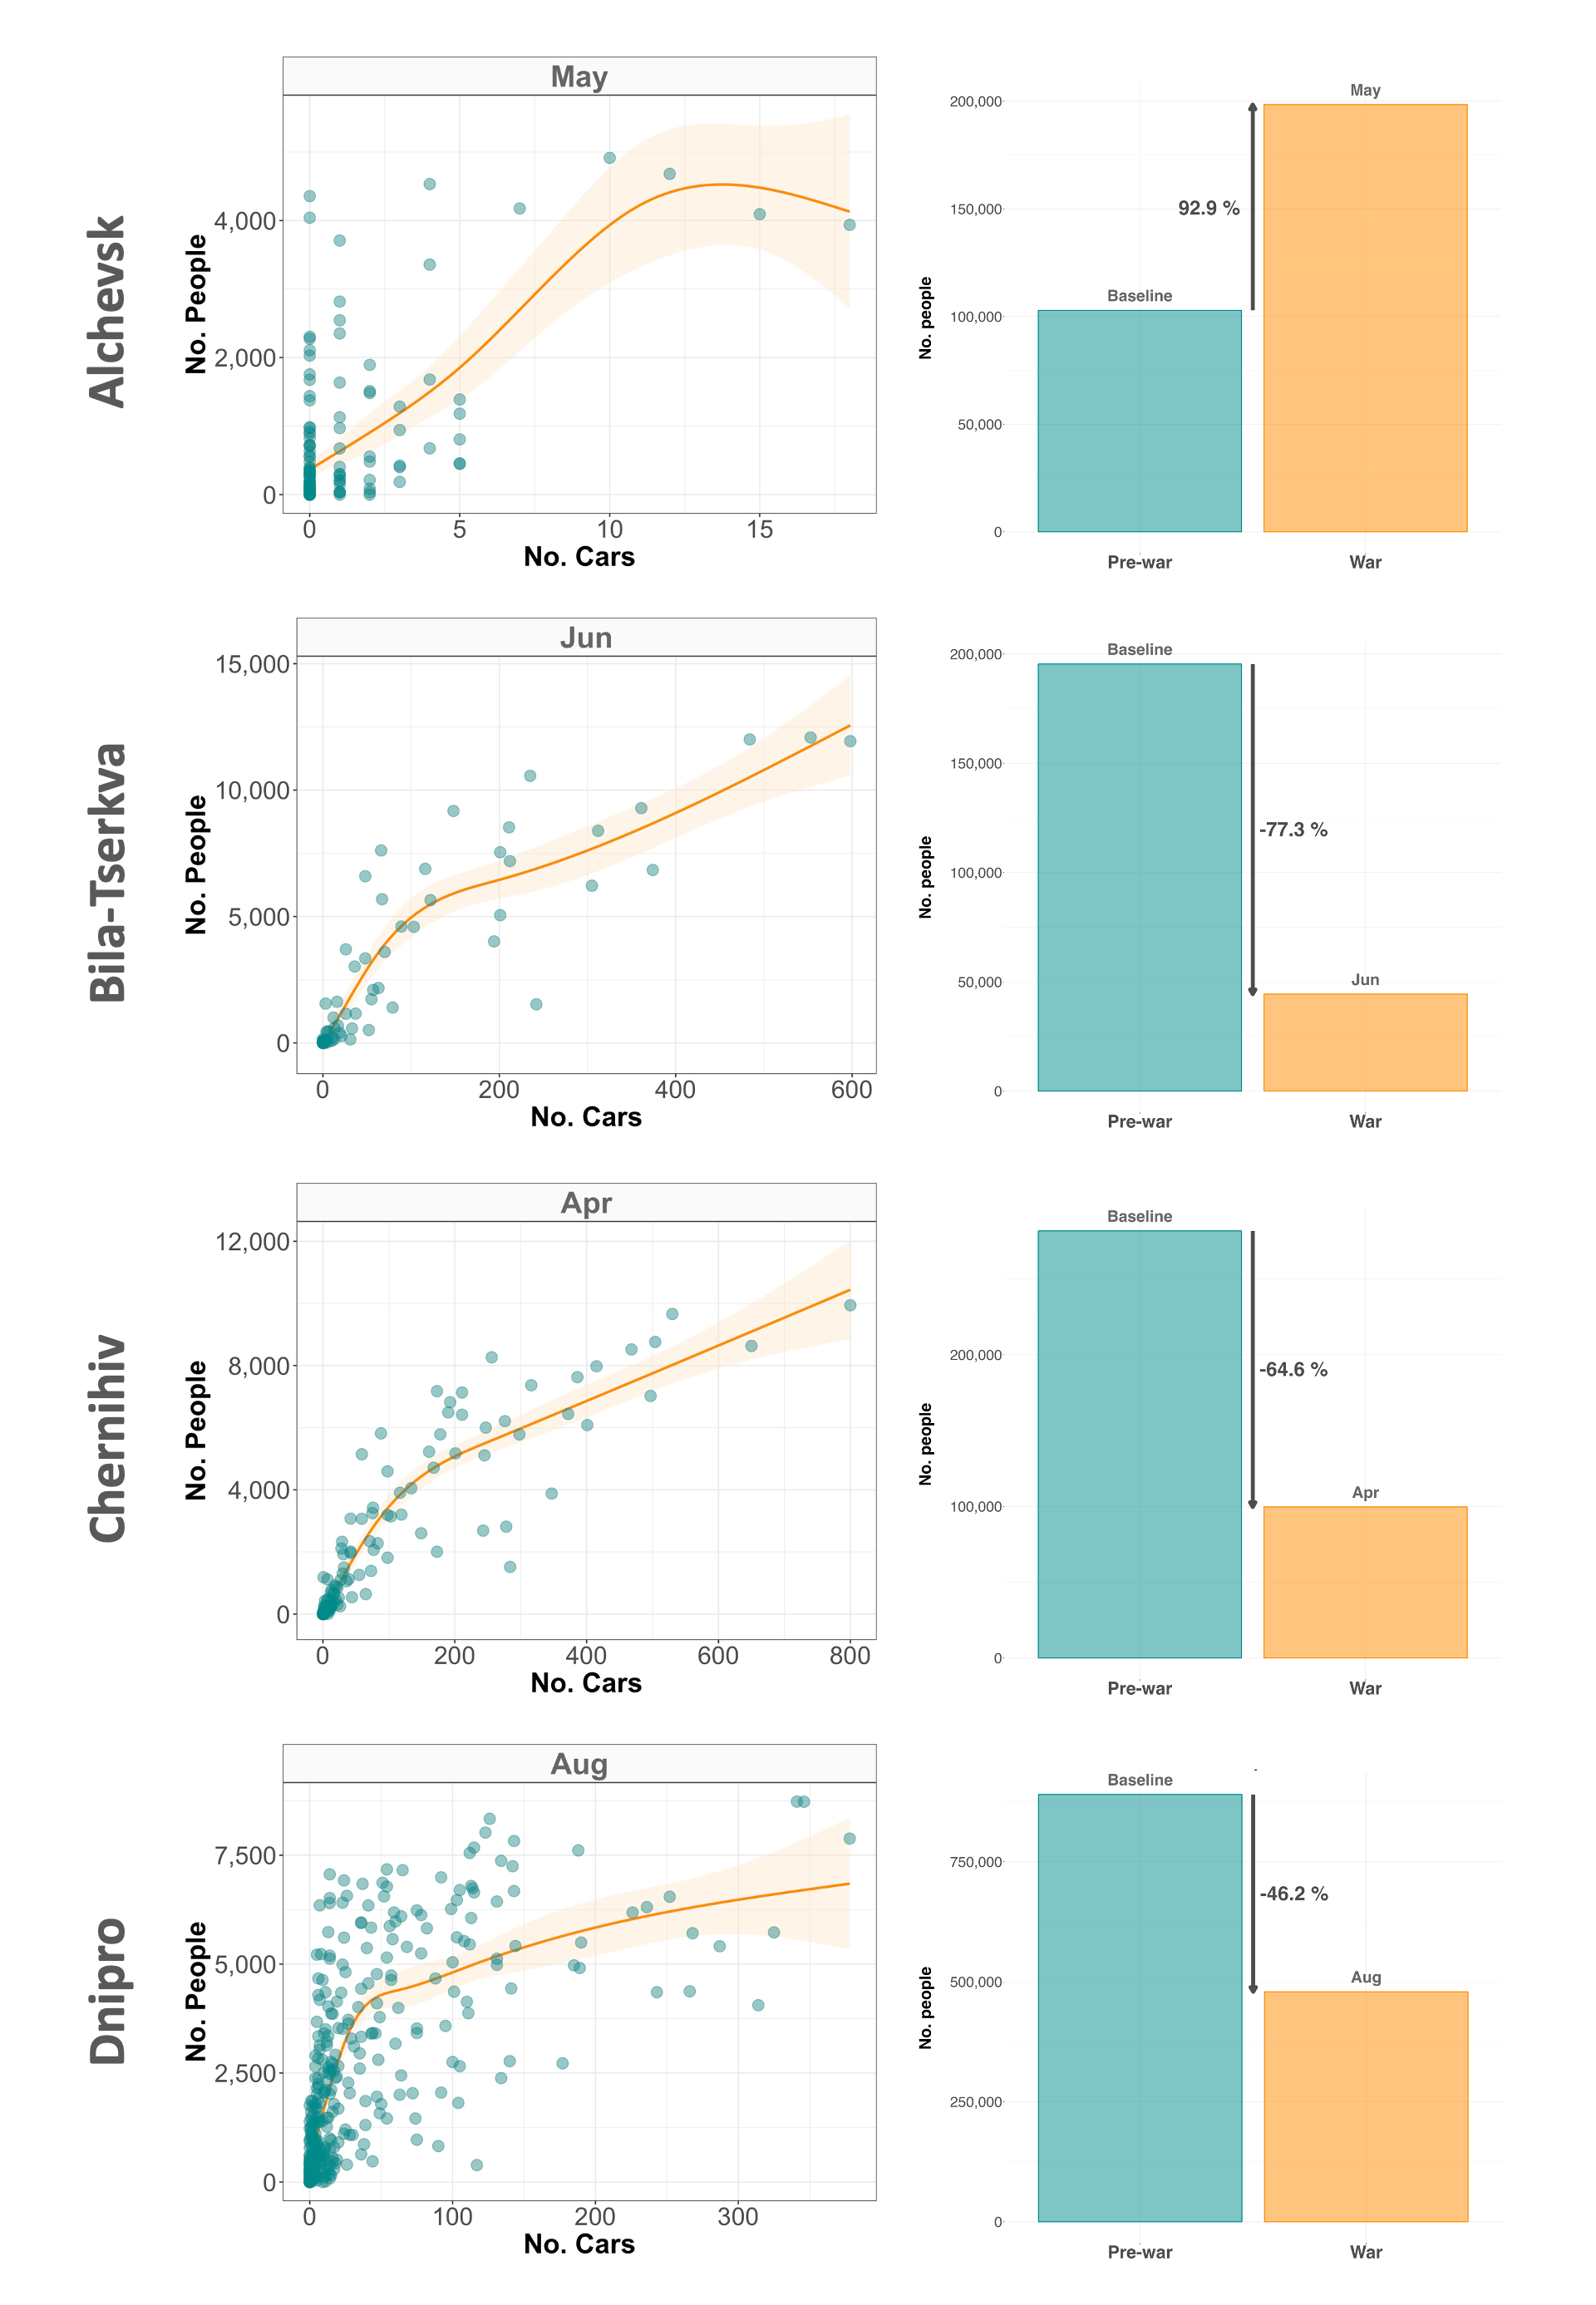 Alchevsk
May
No. People
4,000
2,000
0
0 5 10 15
No. Cars
No. people
200,000
150,000
100,000
50,000
0
May
92.9 %
Baseline
Pre-war War
Bila-Tserkva
Jun
No. People
15,000
10,000
5,000
0
0 200 400 600
No. Cars
No. people
200,000
150,000
100,000
50,000
0
Baseline
-77.3 %
Jun
Pre-war War
Chernihiv
Apr
No. People
12,000
8,000
4,000
0
0 200 400 600 800
No. Cars
No. people
200,000
100,000
0
Baseline
-64.6 %
Apr
Pre-war War
Dnipro
Aug
No. People
7,500
5,000
2,500
0
0 100 200 300
No. Cars
No. people
750,000
500,000
250,000
0
Baseline
-46.2 %
Aug
Pre-war War